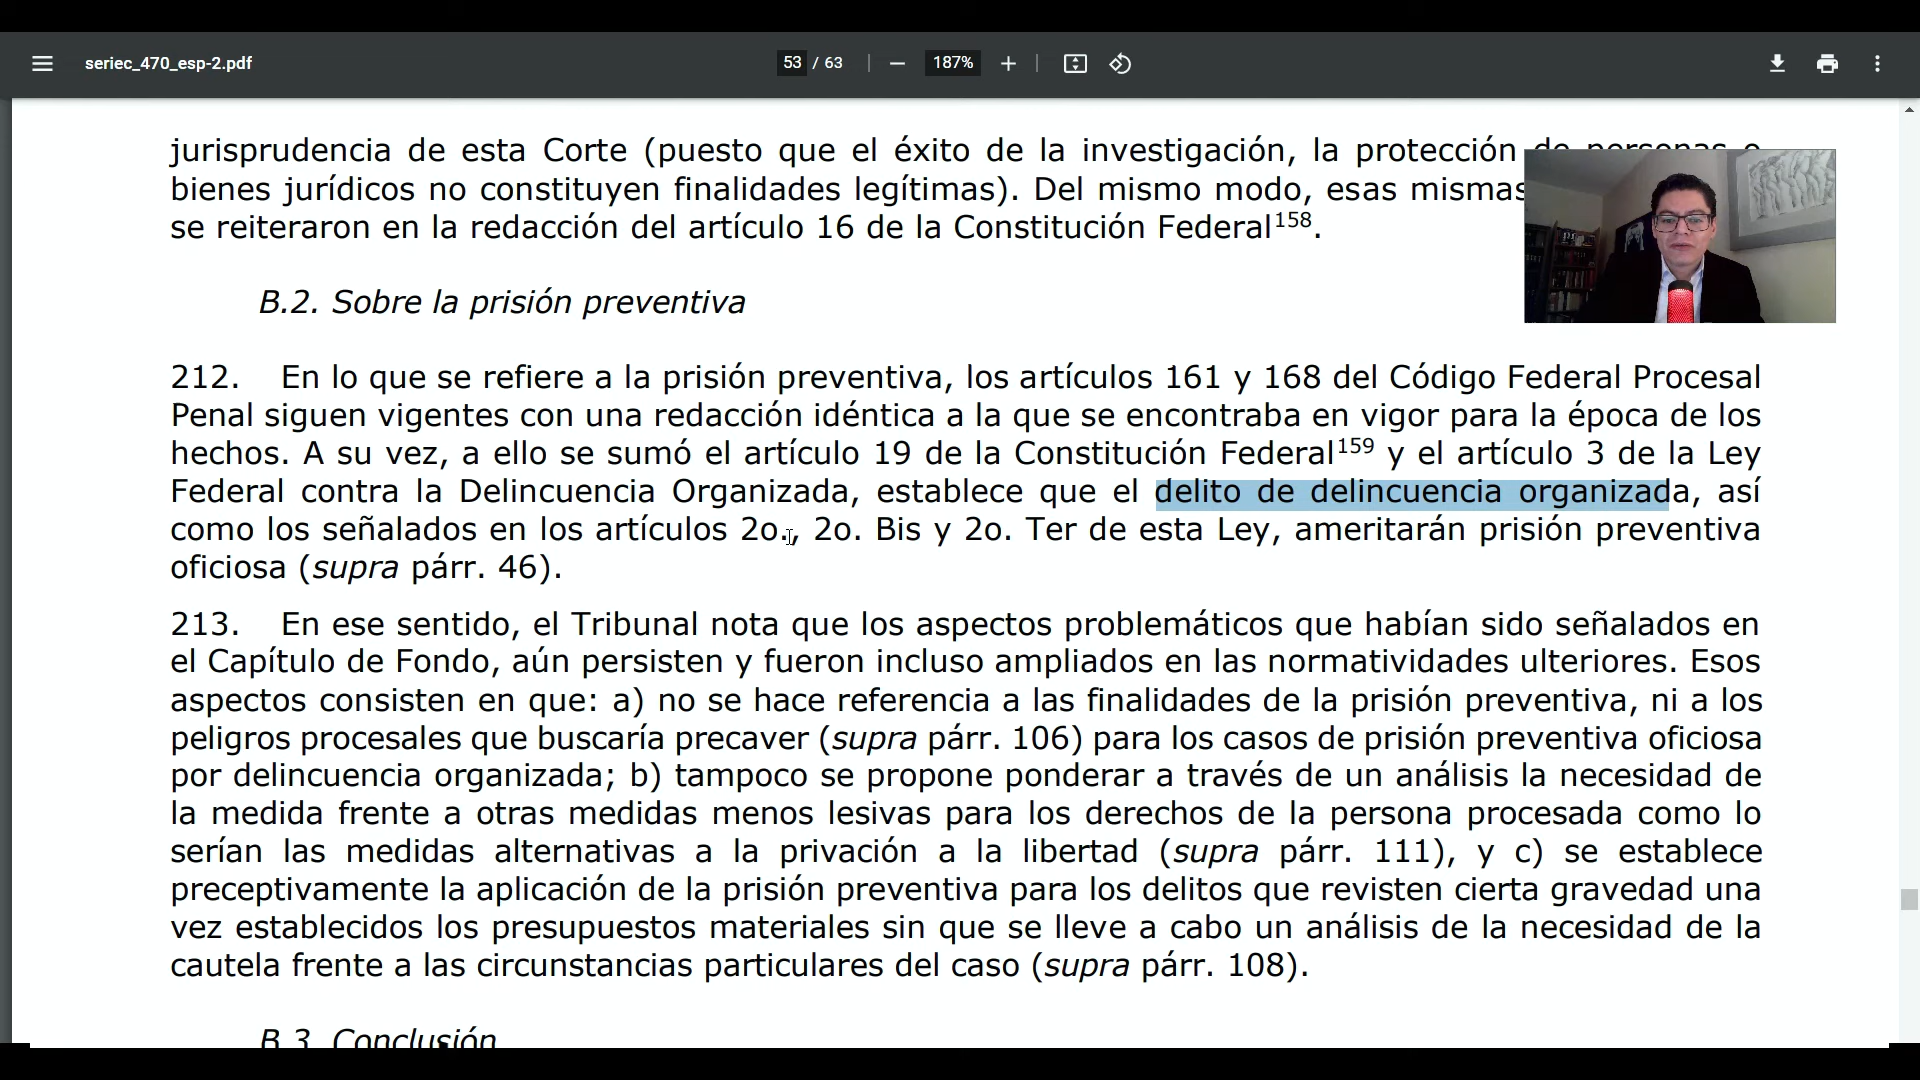 seriec_470_esp-2.pdf
53 / 63
187%
jurisprudencia de esta Corte (puesto que el éxito de la investigación, la protección de personas o
bienes jurídicos no constituyen finalidades legítimas). Del mismo modo, esas mismas
se reiteraron en la redacción del artículo 16 de la Constitución Federal158.
B.2. Sobre la prisión preventiva
212. En lo que se refiere a la prisión preventiva, los artículos 161 y 168 del Código Federal Procesal
Penal siguen vigentes con una redacción idéntica a la que se encontraba en vigor para la época de los
hechos. A su vez, a ello se sumó el artículo 19 de la Constitución Federal159 y el artículo 3 de la Ley
Federal contra la Delincuencia Organizada, establece que el delito de delincuencia organizada, así
como los señalados en los artículos 2o., 2o. Bis y 2o. Ter de esta Ley, ameritarán prisión preventiva
oficiosa (supra párr. 46).
213. En ese sentido, el Tribunal nota que los aspectos problemáticos que habían sido señalados en
el Capítulo de Fondo, aún persisten y fueron incluso ampliados en las normatividades ulteriores. Esos
aspectos consisten en que: a) no se hace referencia a las finalidades de la prisión preventiva, ni a los
peligros procesales que buscaría precaver (supra párr. 106) para los casos de prisión preventiva oficiosa
por delincuencia organizada; b) tampoco se propone ponderar a través de un análisis la necesidad de
la medida frente a otras medidas menos lesivas para los derechos de la persona procesada como lo
serían las medidas alternativas a la privación a la libertad (supra párr. 111), y c) se establece
preceptivamente la aplicación de la prisión preventiva para los delitos que revisten cierta gravedad una
vez establecidos los presupuestos materiales sin que se lleve a cabo un análisis de la necesidad de la
cautela frente a las circunstancias particulares del caso (supra párr. 108).
B.3. Conclusión